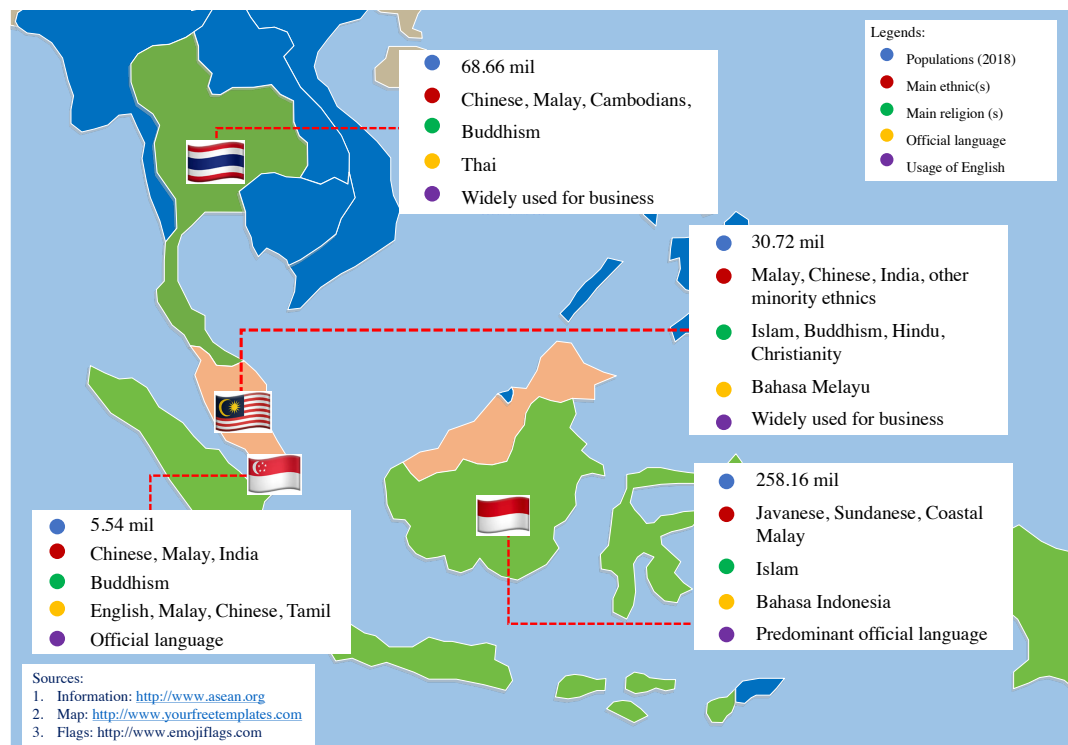 Legends:
Populations (2018)
Main ethnic(s)
Main religion (s)
Official language
Usage of English
68.66 mil
Chinese, Malay, Cambodians,
Buddhism
Thai
Widely used for business
30.72 mil
Malay, Chinese, India, other
minority ethnics
Islam, Buddhism, Hindu,
Christianity
Bahasa Melayu
Widely used for business
258.16 mil
Javanese, Sundanese, Coastal
Malay
Islam
Bahasa Indonesia
Predominant official language
5.54 mil
Chinese, Malay, India
Buddhism
English, Malay, Chinese, Tamil
Official language
Sources:
1. Information: http://www.asean.org
2. Map: http://www.yourfreetemplates.com
3. Flags: http://www.emojiflags.com